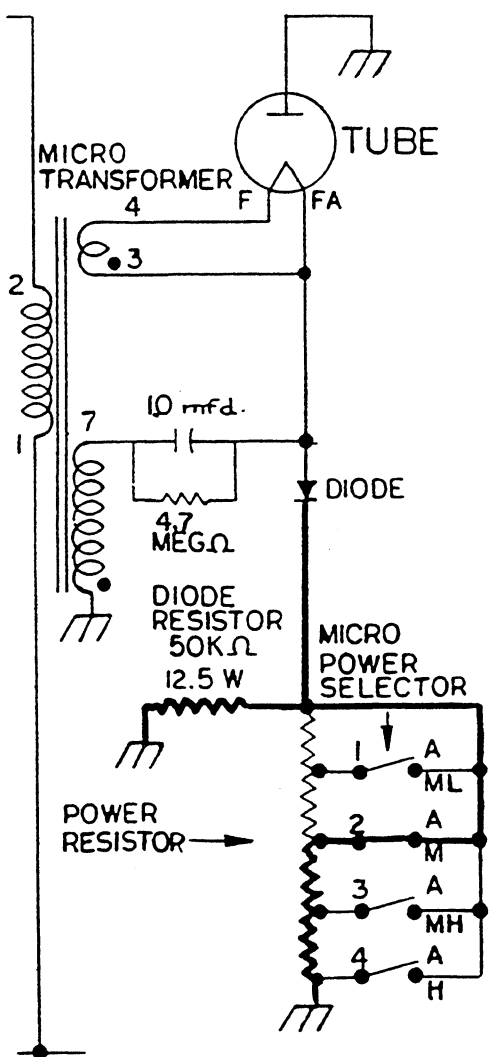 TUBE
MICRO
TRANSFORMER
F
FA
4
3
2
1
7
1.0 mfd.
DIODE
4.7
MEGΩ
DIODE
RESISTOR
50KΩ
12.5 W
MICRO
POWER
SELECTOR
1 A
ML
POWER
RESISTOR
2 A
M
3 A
MH
4 A
H